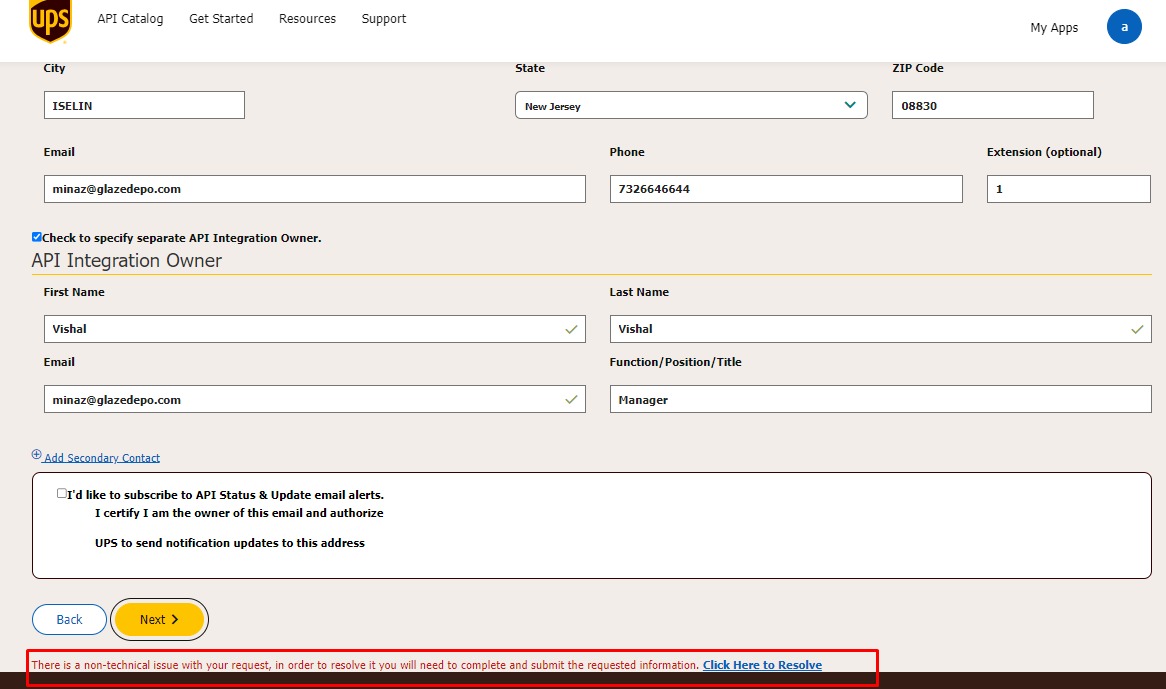 ups
API Catalog Get Started Resources Support
My Apps
a
City State ZIP Code
ISELIN New Jersey 08830
Email Phone Extension (optional)
minaz@glazedepo.com 7326646644 1
Check to specify separate API Integration Owner.
API Integration Owner
First Name Last Name
Vishal Vishal
Email Function/Position/Title
minaz@glazedepo.com Manager
Add Secondary Contact
I'd like to subscribe to API Status & Update email alerts.
I certify I am the owner of this email and authorize
UPS to send notification updates to this address
Back Next
There is a non-technical issue with your request, in order to resolve it you will need to complete and submit the requested information. Click Here to Resolve